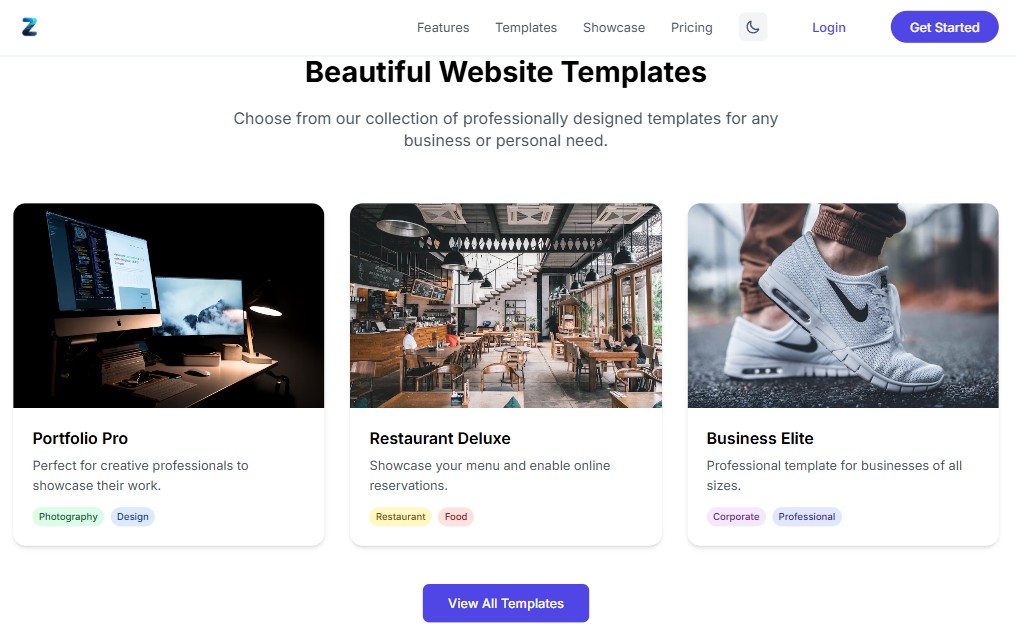 Z
Features Templates Showcase Pricing Login Get Started
Beautiful Website Templates
Choose from our collection of professionally designed templates for any
business or personal need.
Portfolio Pro
Perfect for creative professionals to
showcase their work.
Photography Design
Restaurant Deluxe
Showcase your menu and enable online
reservations.
Restaurant Food
Business Elite
Professional template for businesses of all
sizes.
Corporate Professional
View All Templates